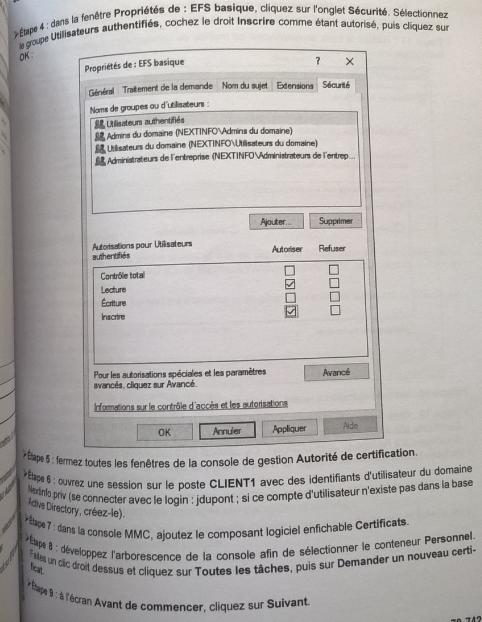 ➢Étape 4 : dans la fenêtre Propriétés de : EFS basique, cliquez sur l'onglet Sécurité. Sélectionnez
le groupe Utilisateurs authentifiés, cochez le droit Inscrire comme étant autorisé, puis cliquez sur
OK :
Propriétés de : EFS basique ? X
Général Traitement de la demande Nom du sujet Extensions Sécurité
Noms de groupes ou d'utilisateurs :
Utilisateurs authentifiés
Admins du domaine (NEXTINFO\Admins du domaine)
Utilisateurs du domaine (NEXTINFO\Utilisateurs du domaine)
Administrateurs de l'entreprise (NEXTINFO\Administrateurs de l'entrep...
Ajouter... Supprimer
Autorisations pour Utilisateurs
authentifiés Autoriser Refuser
Contrôle total
Lecture
Écriture
Inscrire
Pour les autorisations spéciales et les paramètres
avancés, cliquez sur Avancé. Avancé
Informations sur le contrôle d'accès et les autorisations
OK Annuler Appliquer Aide
➢Étape 5 : fermez toutes les fenêtres de la console de gestion Autorité de certification.
➢Étape 6 : ouvrez une session sur le poste CLIENT1 avec des identifiants d'utilisateur du domaine
Nextinfo priv (se connecter avec le login : jdupont ; si ce compte d'utilisateur n'existe pas dans la base
Active Directory, créez-le).
➢Étape 7 : dans la console MMC, ajoutez le composant logiciel enfichable Certificats.
➢Étape 8 : développez l'arborescence de la console afin de sélectionner le conteneur Personnel.
Faites un clic droit dessus et cliquez sur Toutes les tâches, puis sur Demander un nouveau certi-
ficat.
➢Étape 9 : à l'écran Avant de commencer, cliquez sur Suivant.